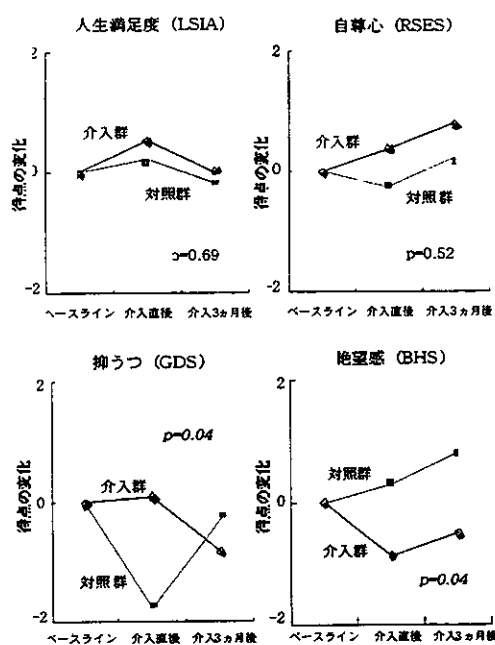 人生満足度 (LSIA)
2
得点の変化
0
-2
介入群
対照群
p=0.69
ベースライン 介入直後 介入3ヵ月後
自尊心 (RSES)
2
得点の変化
0
-2
介入群
対照群
p=0.52
ベースライン 介入直後 介入3ヵ月後
抑うつ (GDS)
2
得点の変化
0
-2
p=0.04
介入群
対照群
ベースライン 介入直後 介入3ヵ月後
絶望感 (BHS)
2
得点の変化
0
-2
対照群
介入群
p=0.04
ベースライン 介入直後 介入3ヵ月後